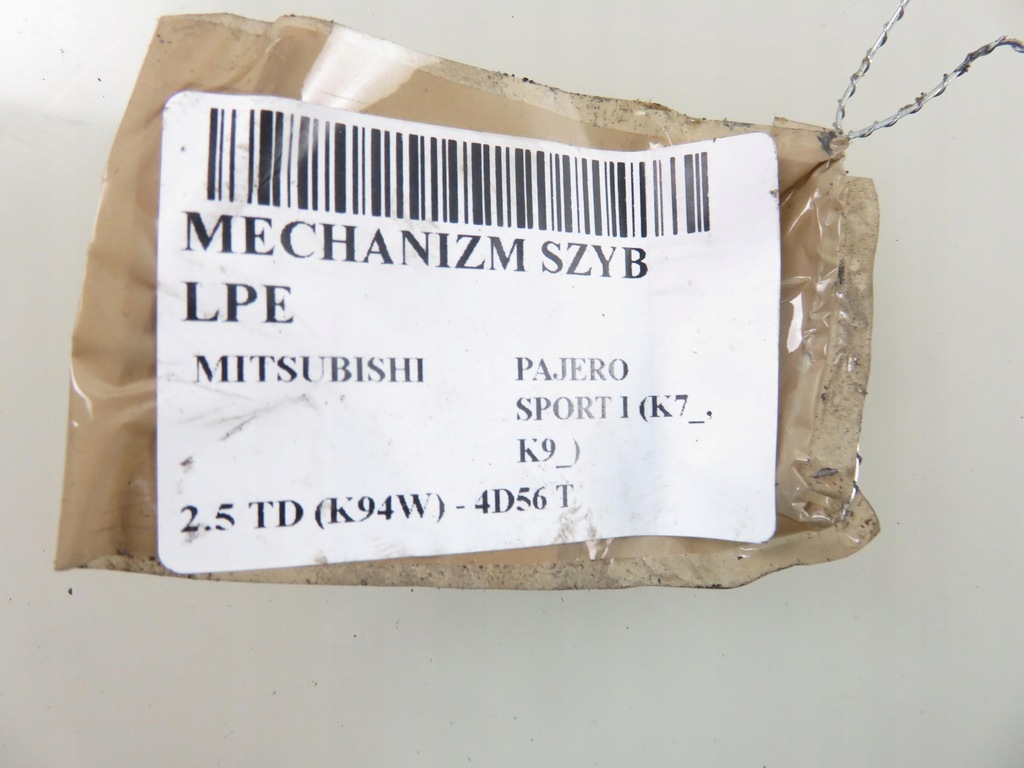 MECHANIZM SZYB
LPE
MITSUBISHI PAJERO
SPORT I (K7_,
K9_)
2.5 TD (K94W) - 4D56 T